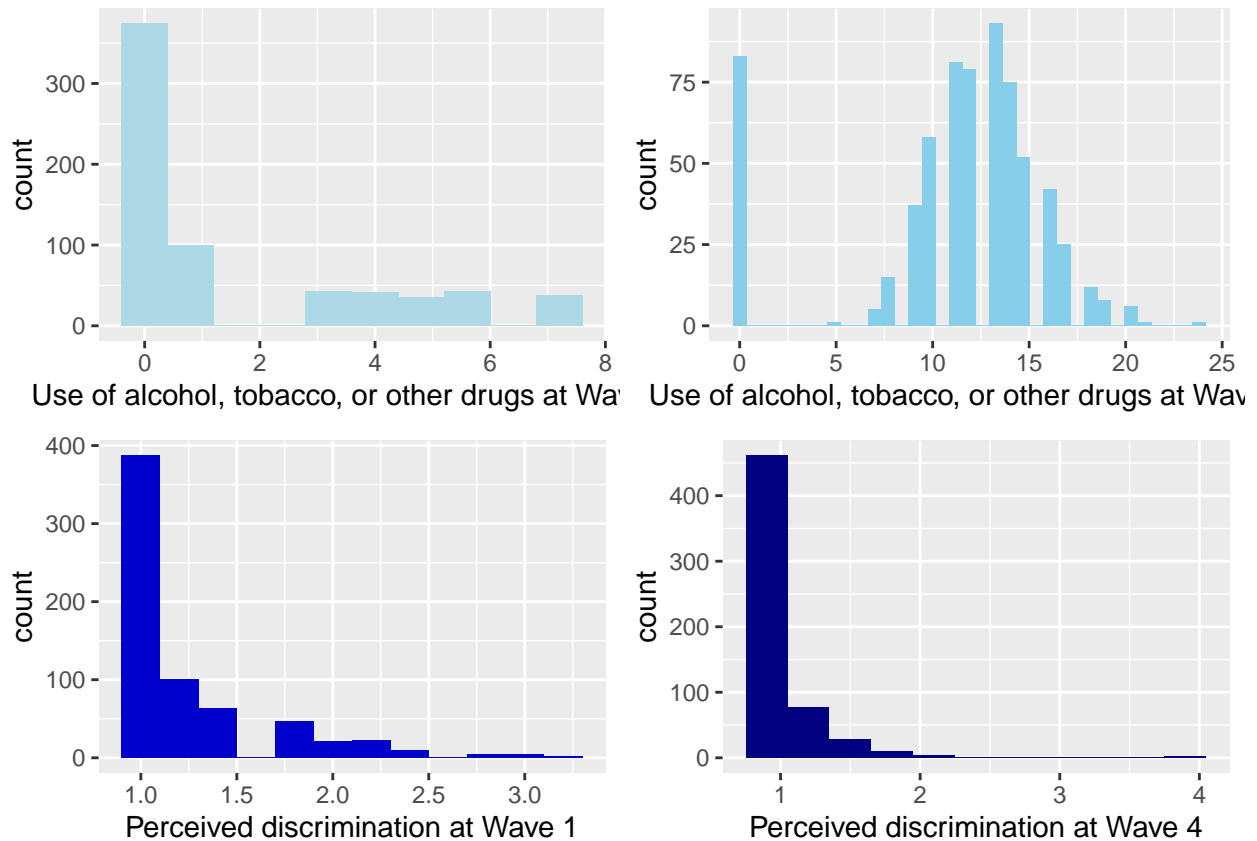 300
200
100
0
count
0 2 4 6 8
Use of alcohol, tobacco, or other drugs at Wav
75
50
25
0
count
0 5 10 15 20 25
Use of alcohol, tobacco, or other drugs at Wav
400
300
200
100
0
count
1.0 1.5 2.0 2.5 3.0
Perceived discrimination at Wave 1
400
300
200
100
0
count
1 2 3 4
Perceived discrimination at Wave 4